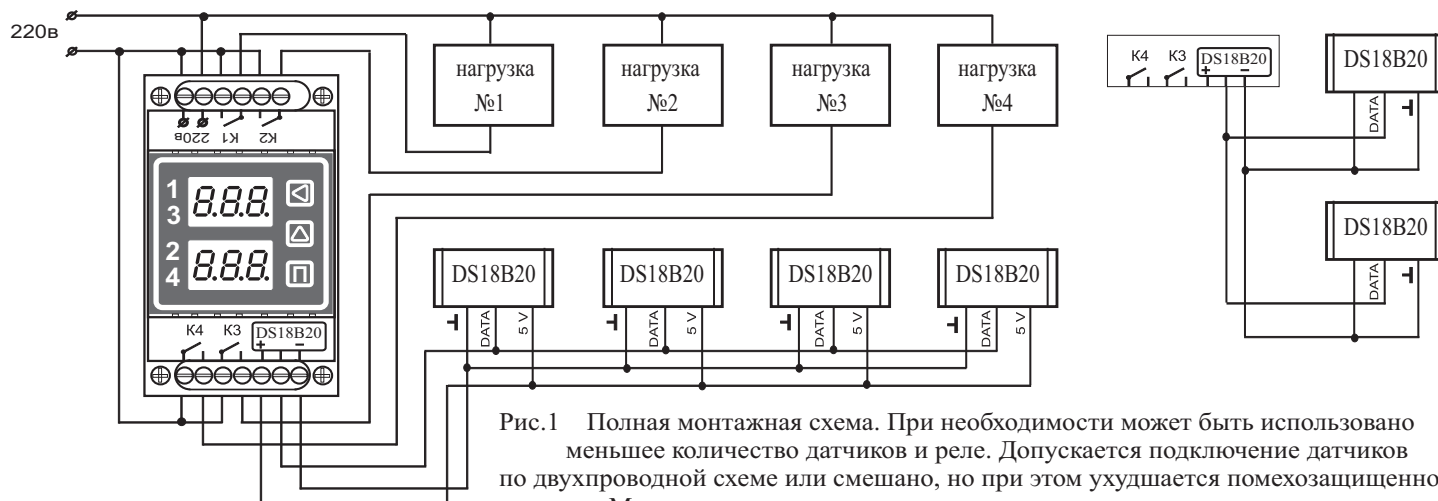 220в
нагрузка
№1
нагрузка
№2
нагрузка
№3
нагрузка
№4
220в К1 К2
1
3
8.8.8.
2
4
8.8.8.
П
К4 К3 DS18B20
+ −
DS18B20
DATA
5 V
DS18B20
DATA
5 V
DS18B20
DATA
5 V
DS18B20
DATA
5 V
К4 К3 DS18B20
+ −
DS18B20
DATA
DS18B20
DATA
Рис.1 Полная монтажная схема. При необходимости может быть использовано
меньшее количество датчиков и реле. Допускается подключение датчиков
по двухпроводной схеме или смешано, но при этом ухудшается помехозащищенно